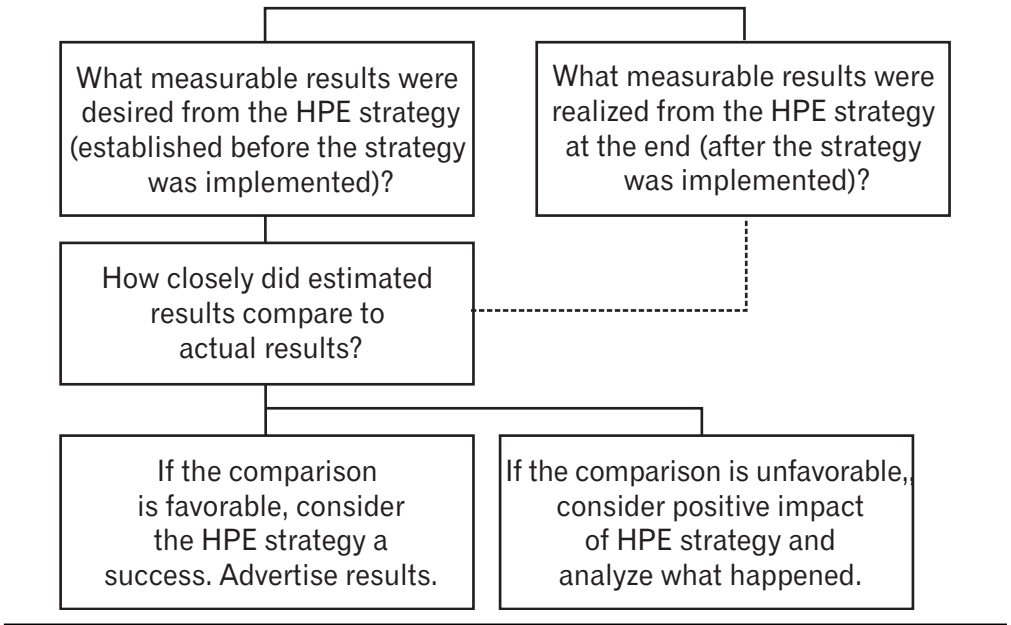 What measurable results were
desired from the HPE strategy
(established before the strategy
was implemented)?
What measurable results were
realized from the HPE strategy
at the end (after the strategy
was implemented)?
How closely did estimated
results compare to
actual results?
If the comparison
is favorable, consider
the HPE strategy a
success. Advertise results.
If the comparison is unfavorable,,
consider positive impact
of HPE strategy and
analyze what happened.